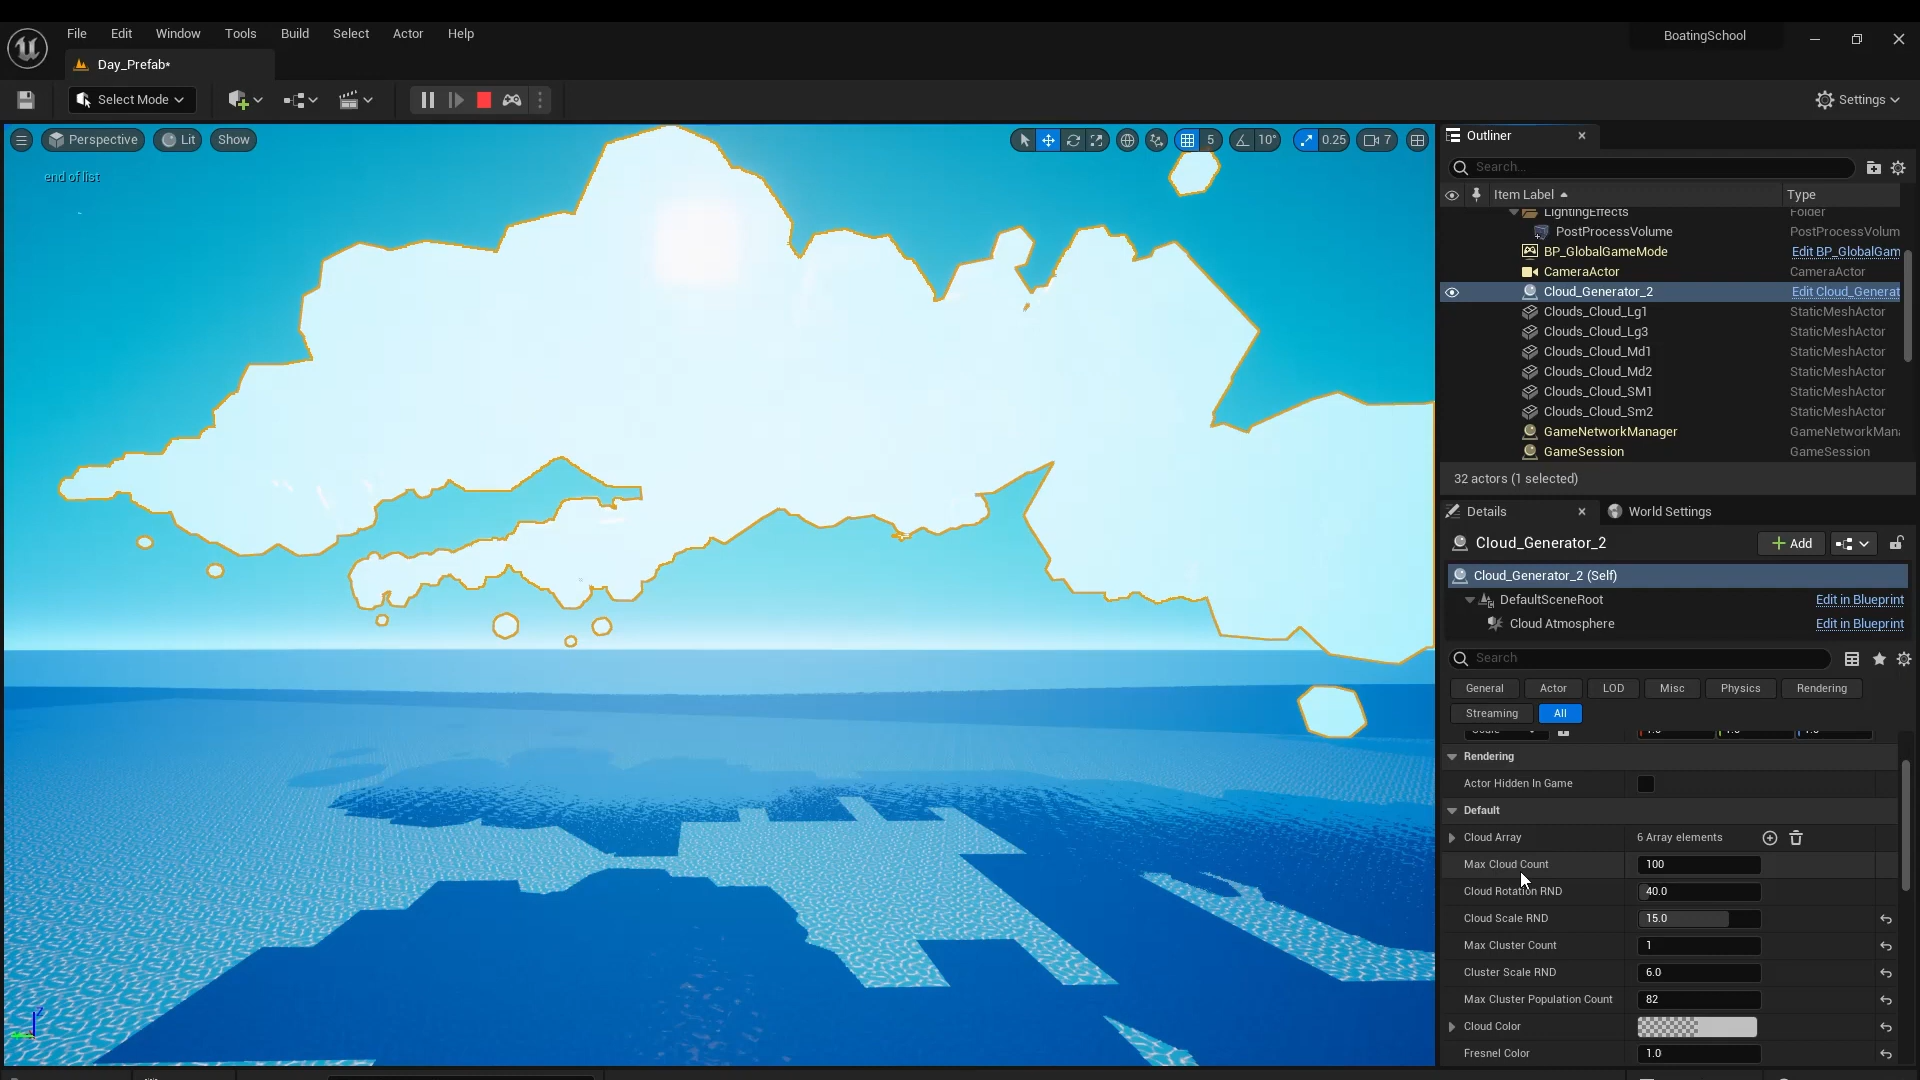 File Edit Window Tools Build Select Actor Help
BoatingSchool
Day_Prefab*
Select Mode
Settings
Perspective Lit Show
5 10° 0.25 7
end of list
Outliner
Search...
Item Label Type
LightingEffects Folder
PostProcessVolume PostProcessVolum
BP_GlobalGameMode Edit BP_GlobalGam
CameraActor CameraActor
Cloud_Generator_2 Edit Cloud_Generat
Clouds_Cloud_Lg1 StaticMeshActor
Clouds_Cloud_Lg3 StaticMeshActor
Clouds_Cloud_Md1 StaticMeshActor
Clouds_Cloud_Md2 StaticMeshActor
Clouds_Cloud_SM1 StaticMeshActor
Clouds_Cloud_Sm2 StaticMeshActor
GameNetworkManager GameNetworkMan
GameSession GameSession
32 actors (1 selected)
Details World Settings
Cloud_Generator_2 Add
Cloud_Generator_2 (Self)
DefaultSceneRoot Edit in Blueprint
Cloud Atmosphere Edit in Blueprint
Search
General Actor LOD Misc Physics Rendering
Streaming All
Rendering
Actor Hidden In Game
Default
Cloud Array 6 Array elements
Max Cloud Count 100
Cloud Rotation RND 40.0
Cloud Scale RND 15.0
Max Cluster Count 1
Cluster Scale RND 6.0
Max Cluster Population Count 82
Cloud Color
Fresnel Color 1.0